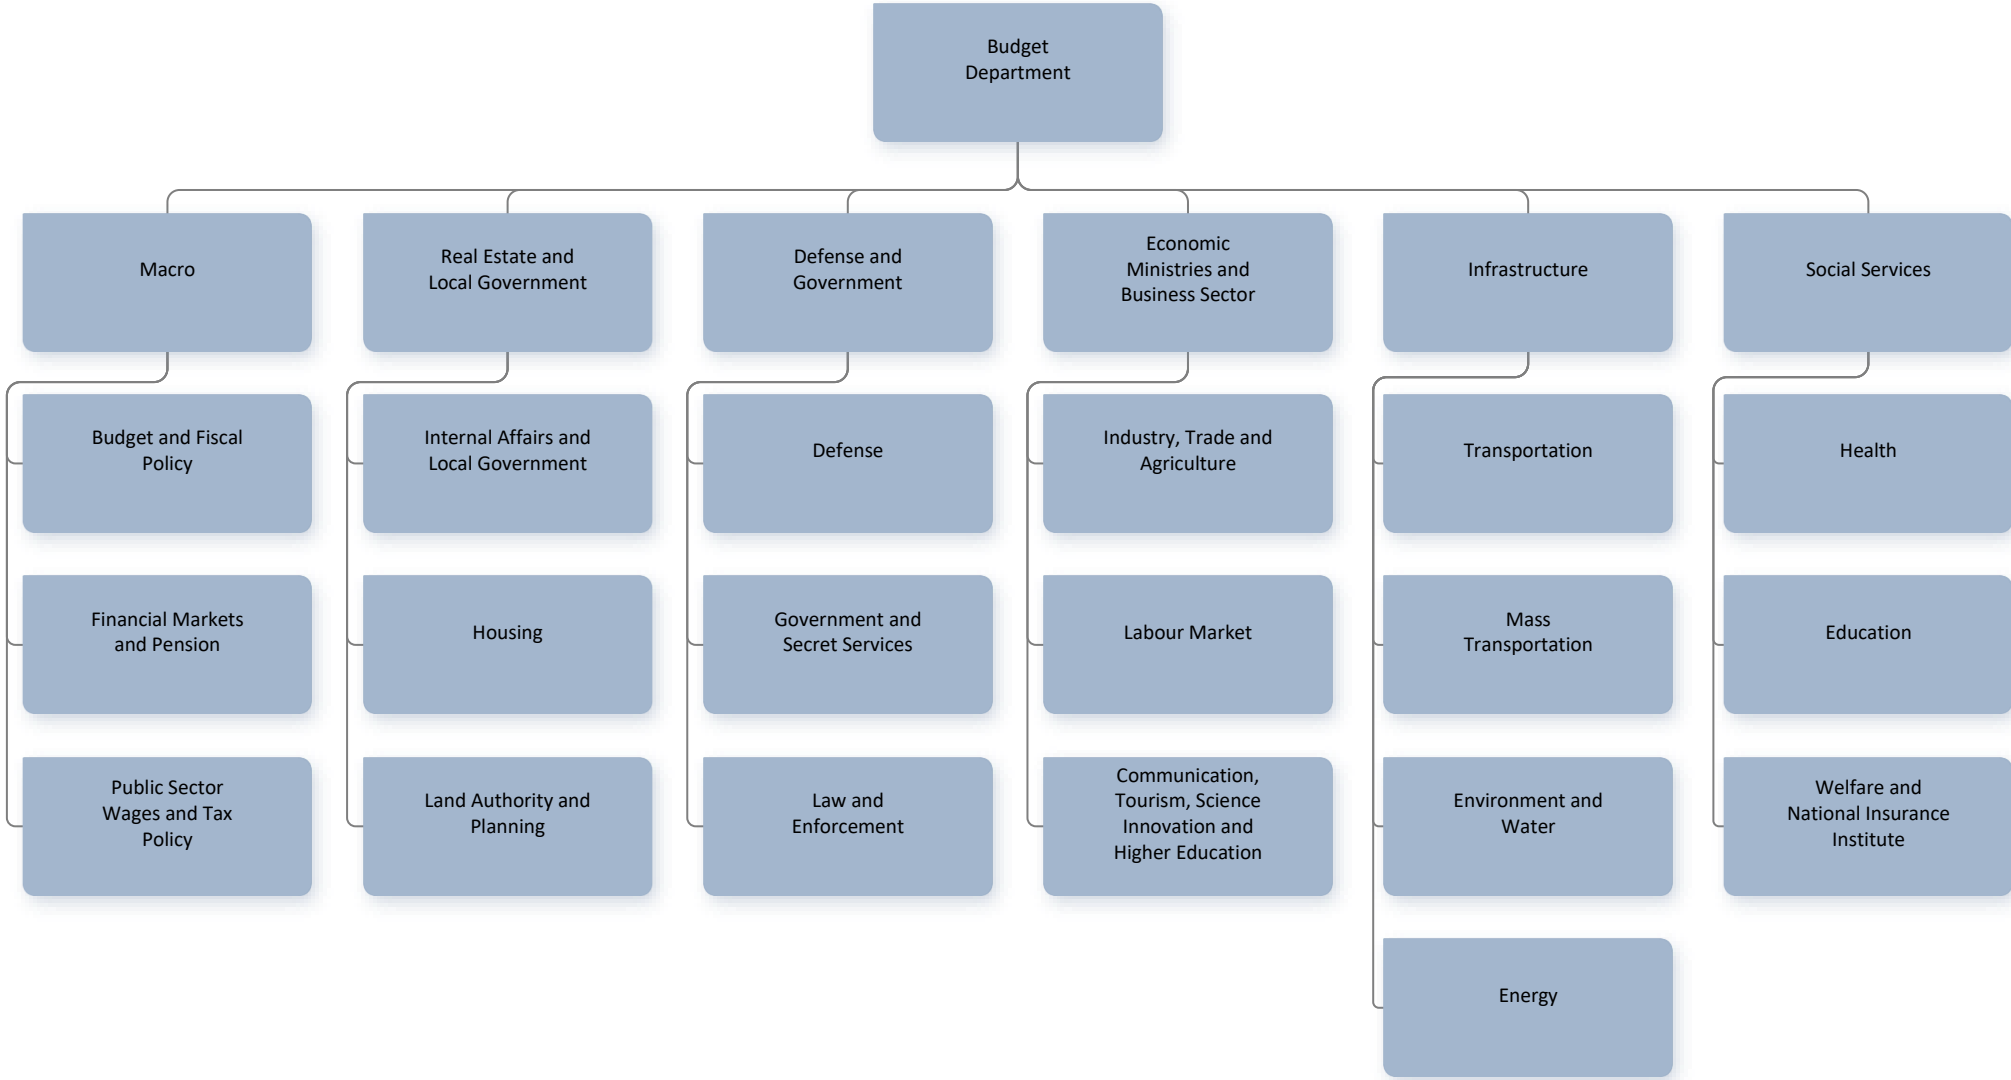 Budget
Department
Macro
Real Estate and
Local Government
Defense and
Government
Economic
Ministries and
Business Sector
Infrastructure
Social Services
Budget and Fiscal
Policy
Internal Affairs and
Local Government
Defense
Industry, Trade and
Agriculture
Transportation
Health
Financial Markets
and Pension
Housing
Government and
Secret Services
Labour Market
Mass
Transportation
Education
Public Sector
Wages and Tax
Policy
Land Authority and
Planning
Law and
Enforcement
Communication,
Tourism, Science
Innovation and
Higher Education
Environment and
Water
Welfare and
National Insurance
Institute
Energy